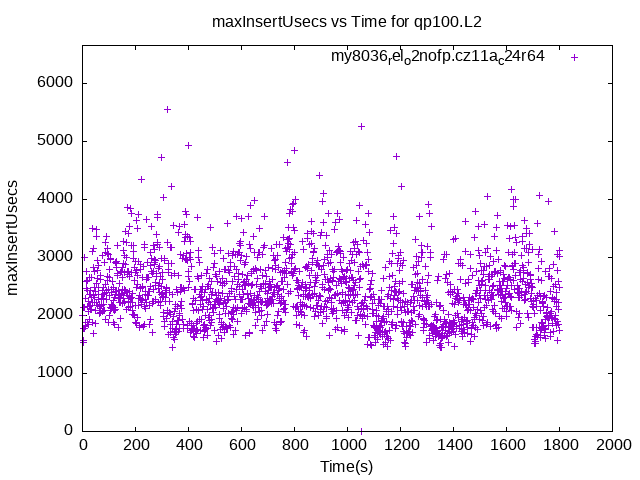 maxInsertUsecs vs Time for qp100.L2
my8036rel_o2nofp.cz11a_c24r64
6000
5000
4000
3000
2000
1000
0
maxInsertUsecs
0 200 400 600 800 1000 1200 1400 1600 1800 2000
Time(s)